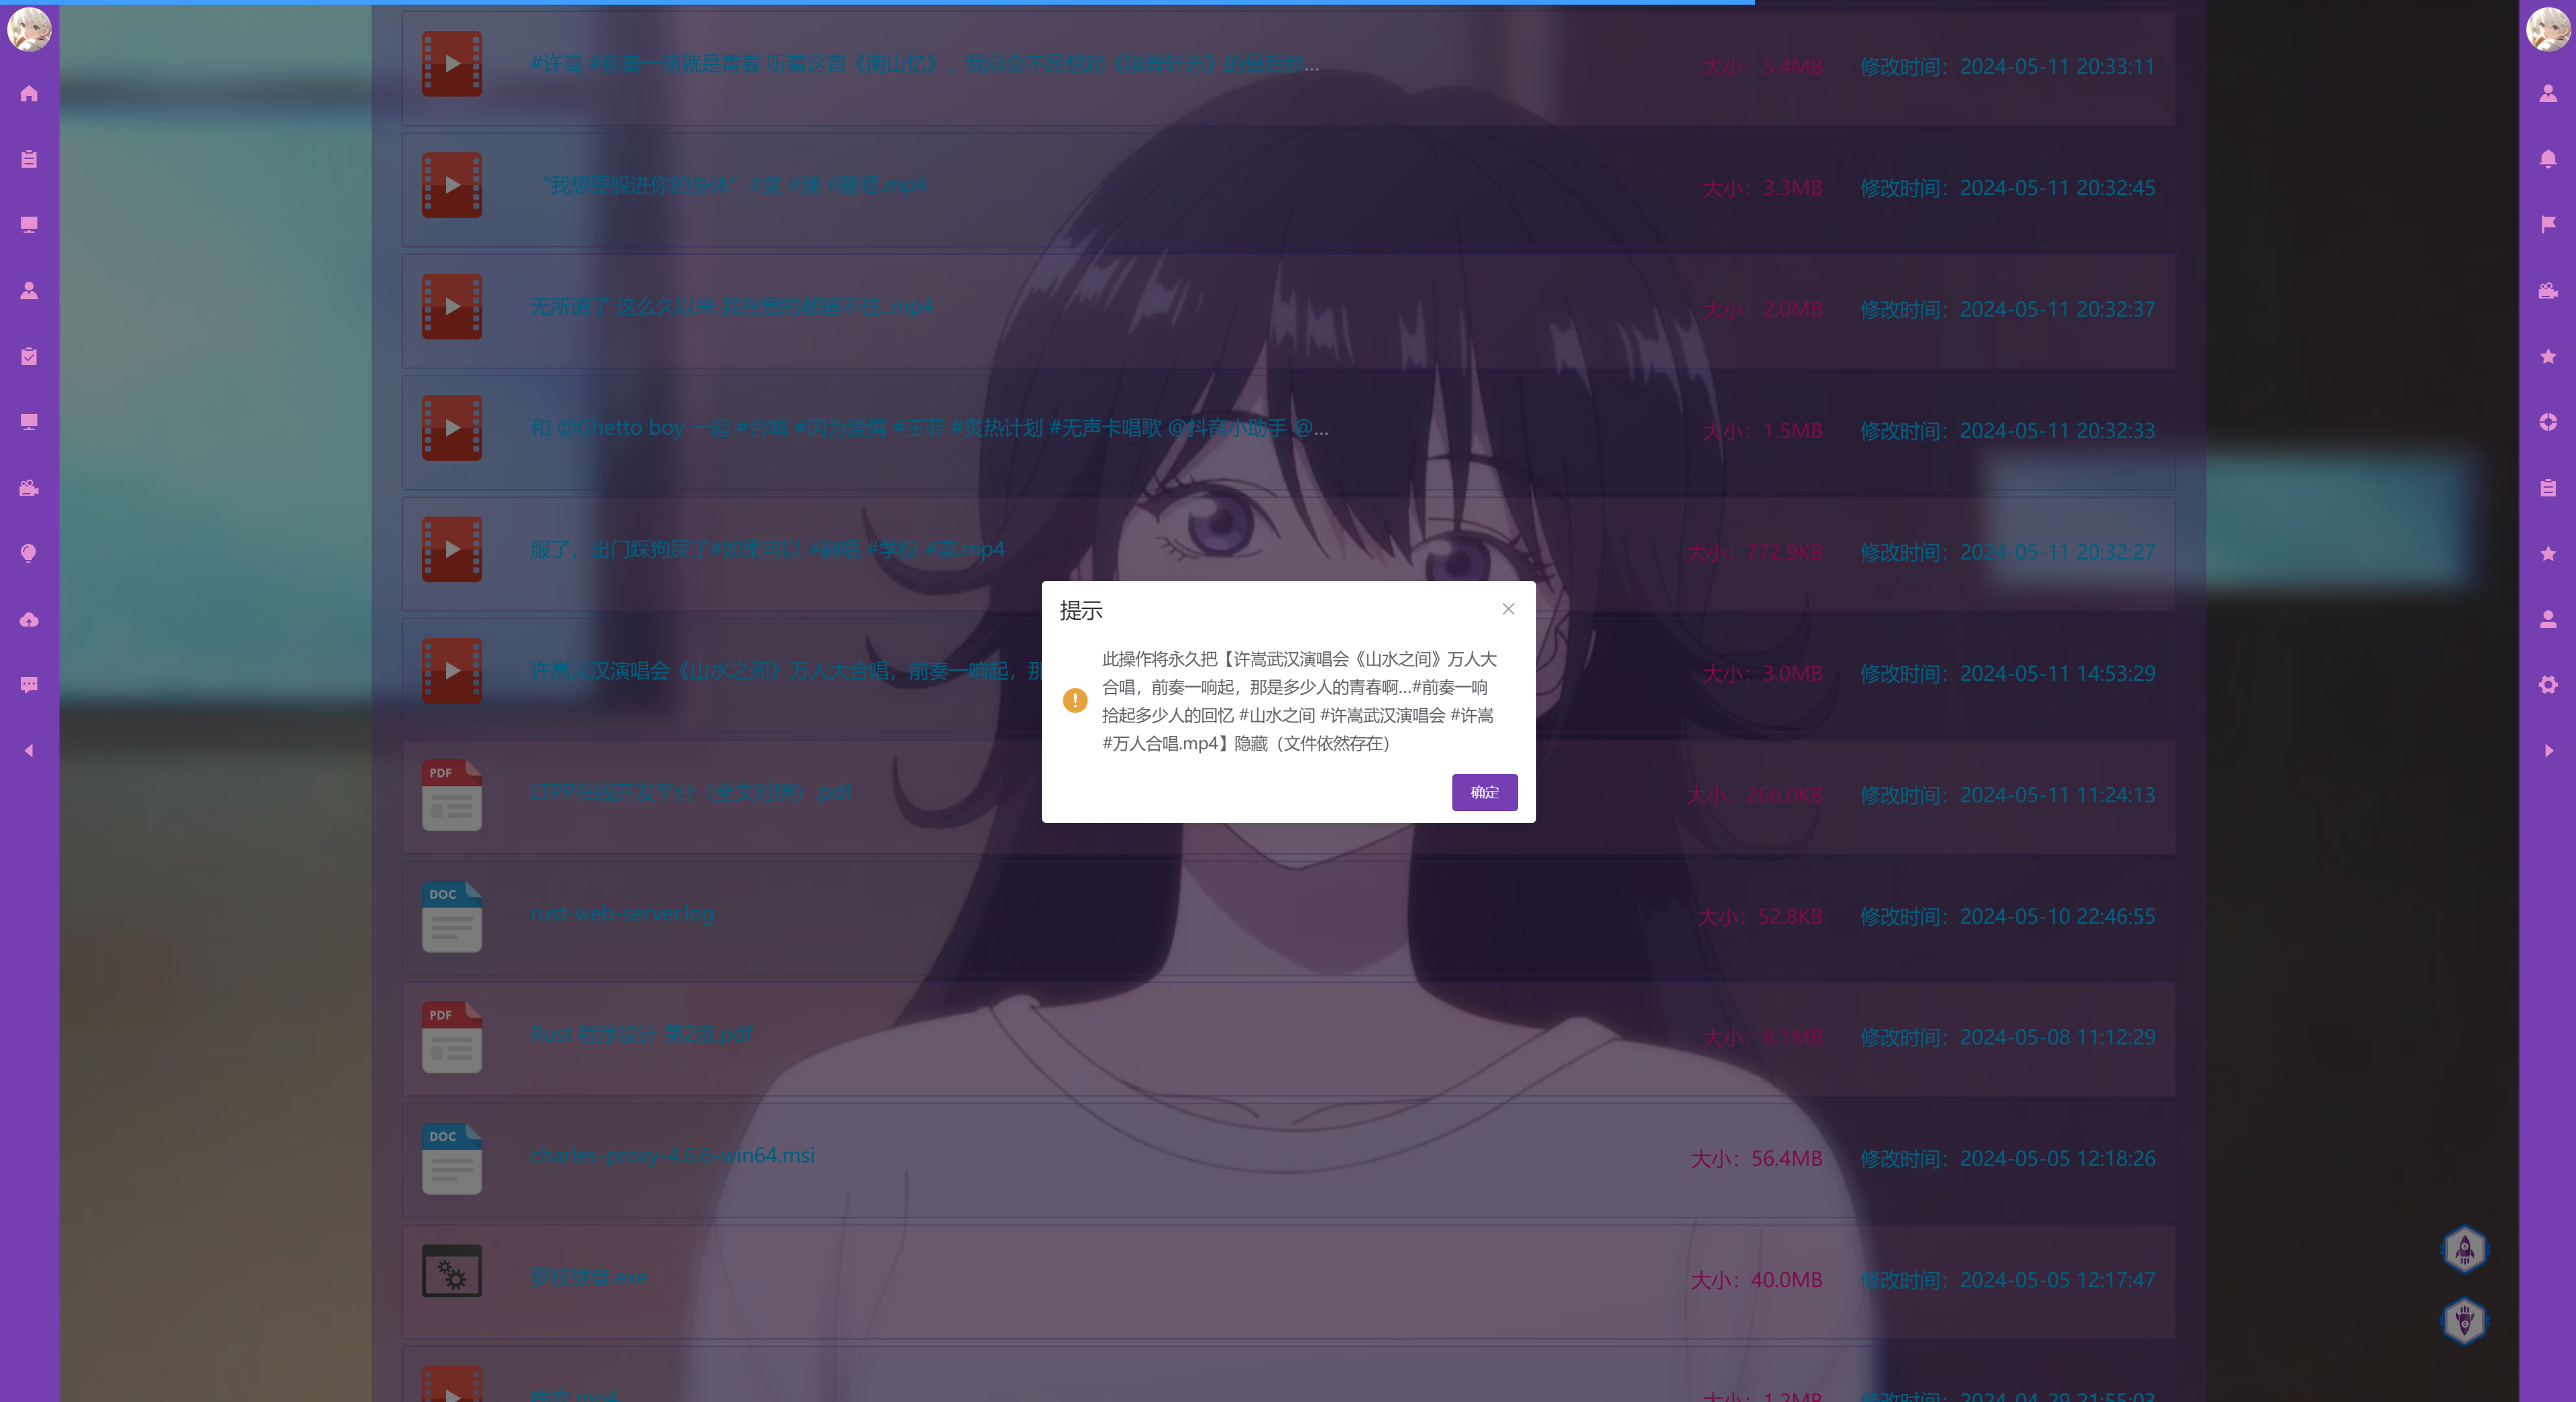 #许嵩 #前奏一响就是青春 听着这首《南山忆》，我总会不经想起《项脊轩志》的最后那...
大小：5.4MB 修改时间：2024-05-11 20:33:11
“我想要躲进你的身体” #菜 #翻唱.mp4
大小：3.3MB 修改时间：2024-05-11 20:32:45
无所谓了 这么久以来 我在意的都留不住..mp4
大小：2.0MB 修改时间：2024-05-11 20:32:37
和 @Ghetto boy 一起 #合唱 #因为爱情 #王菲 #炙热计划 #无声卡唱歌 @抖音小助手 @...
大小：1.5MB 修改时间：2024-05-11 20:32:33
服了，出门踩狗屎了#如果可以 #翻唱 #学校 #菜.mp4
大小：772.9KB 修改时间：2024-05-11 20:32:27
许嵩武汉演唱会《山水之间》万人大合唱，前奏一响起，那
大小：3.0MB 修改时间：2024-05-11 14:53:29
提示
此操作将永久把【许嵩武汉演唱会《山水之间》万人大
合唱，前奏一响起，那是多少人的青春啊...#前奏一响
拾起多少人的回忆 #山水之间 #许嵩武汉演唱会 #许嵩
#万人合唱.mp4】隐藏（文件依然存在）
确定
PDF
LTPP在线开发平台（全文对照）.pdf
大小：266.0KB 修改时间：2024-05-11 11:24:13
DOC
rust-web-server.log
大小：52.8KB 修改时间：2024-05-10 22:46:55
PDF
Rust 程序设计 第2版.pdf
大小：8.1MB 修改时间：2024-05-08 11:12:29
DOC
charles-proxy-4.6.6-win64.msi
大小：56.4MB 修改时间：2024-05-05 12:18:26
罗技键盘.exe
大小：40.0MB 修改时间：2024-05-05 12:17:47
.mp4
大小：1.2MB 修改时间：2024-04-29 21:55:03